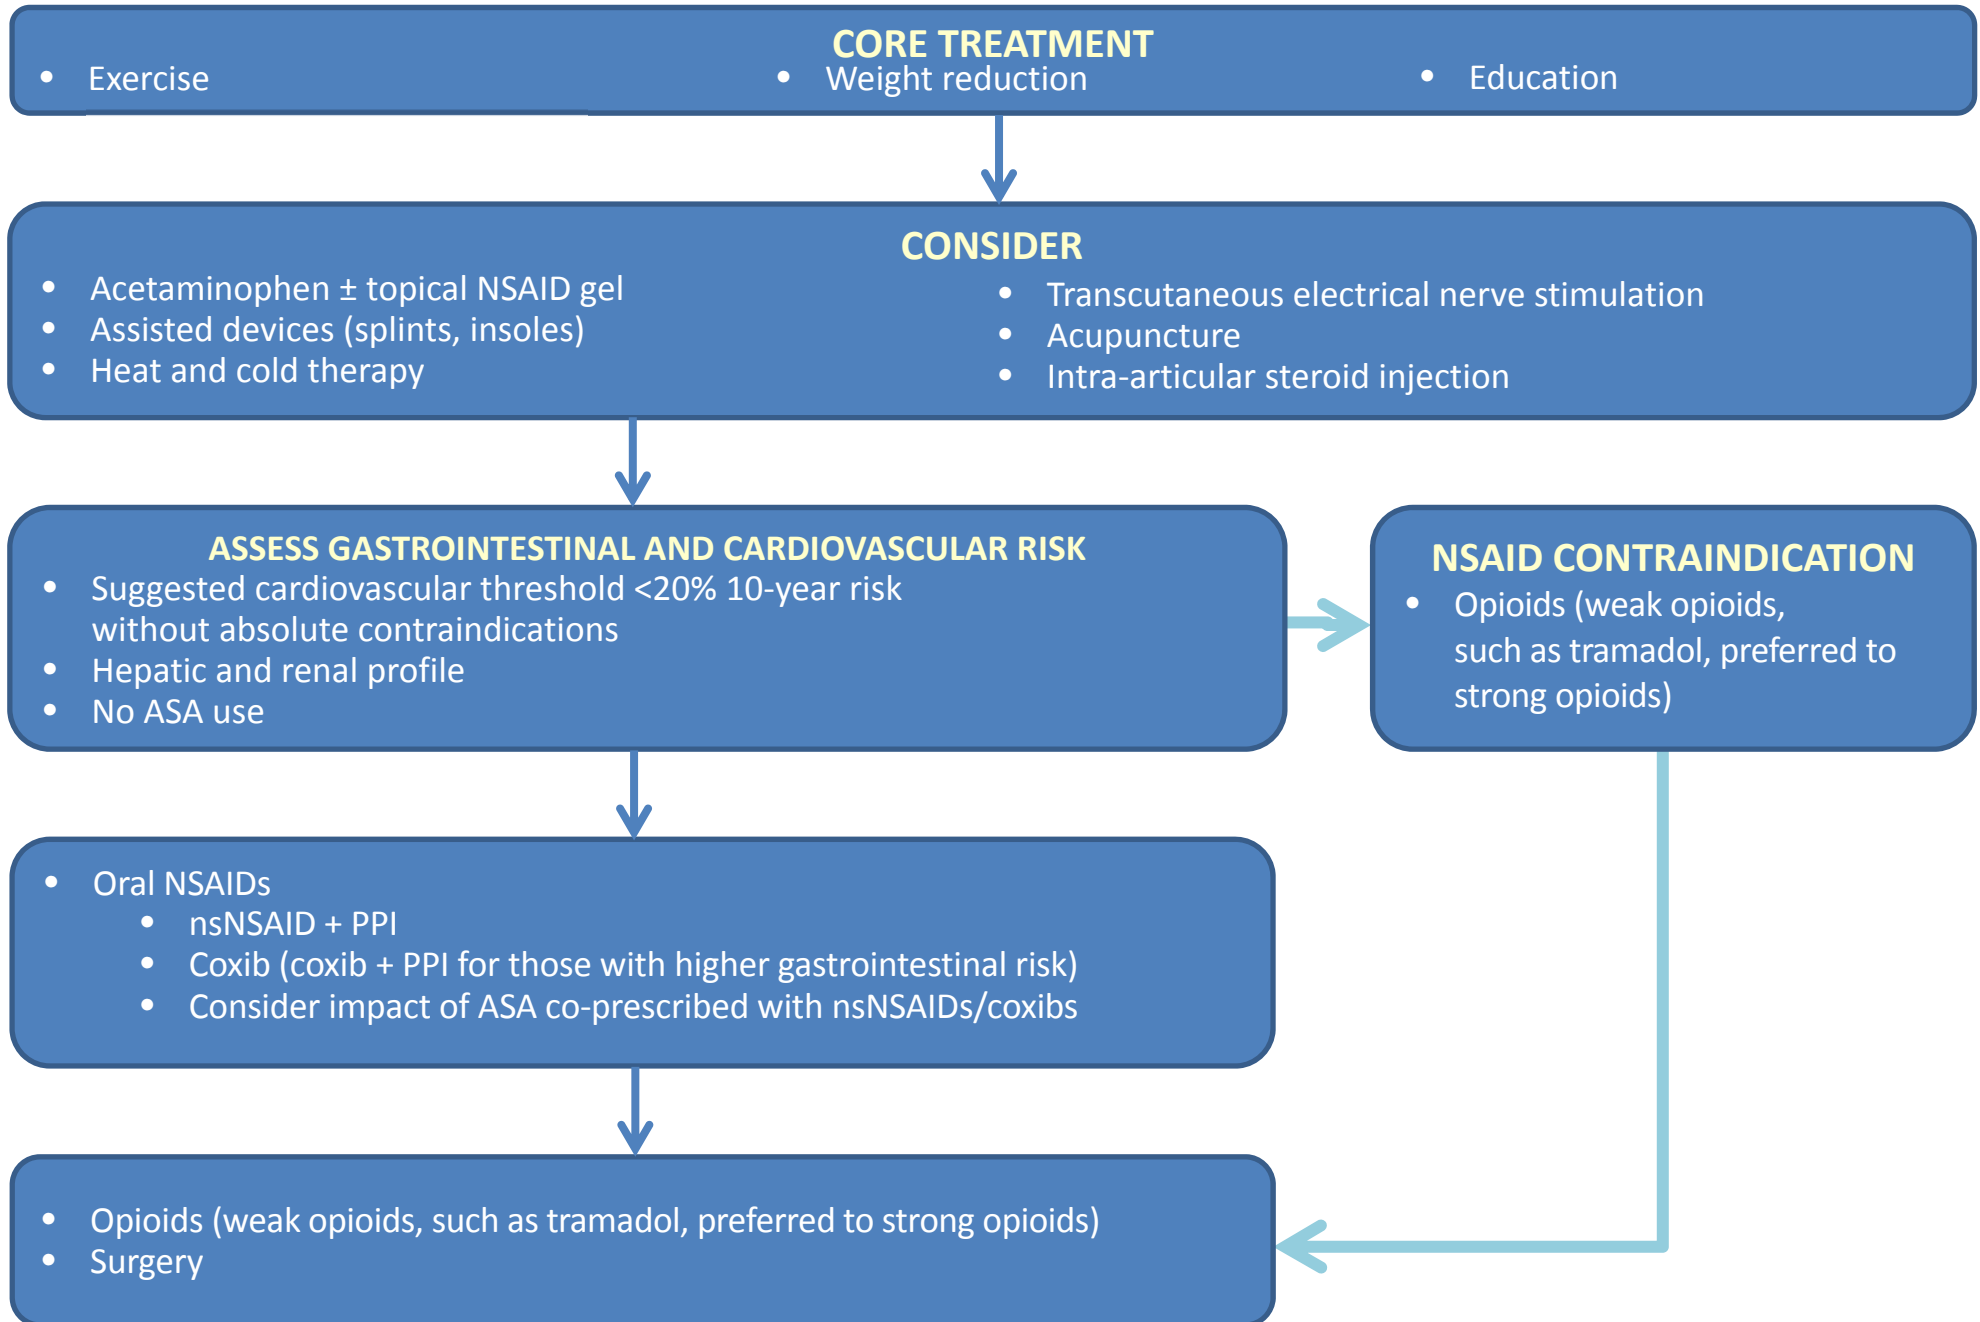 CORE TREATMENT
• Exercise
• Weight reduction
• Education
CONSIDER
• Acetaminophen ± topical NSAID gel
• Assisted devices (splints, insoles)
• Heat and cold therapy
• Transcutaneous electrical nerve stimulation
• Acupuncture
• Intra-articular steroid injection
ASSESS GASTROINTESTINAL AND CARDIOVASCULAR RISK
• Suggested cardiovascular threshold <20% 10-year risk
without absolute contraindications
• Hepatic and renal profile
• No ASA use
NSAID CONTRAINDICATION
• Opioids (weak opioids,
such as tramadol, preferred to
strong opioids)
• Oral NSAIDs
• nsNSAID + PPI
• Coxib (coxib + PPI for those with higher gastrointestinal risk)
• Consider impact of ASA co-prescribed with nsNSAIDs/coxibs
• Opioids (weak opioids, such as tramadol, preferred to strong opioids)
• Surgery